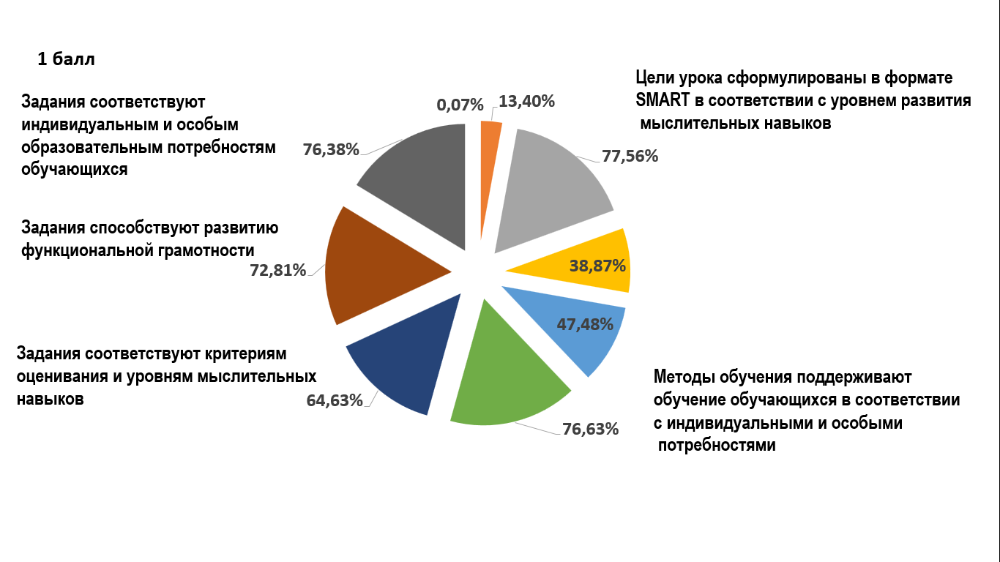 1 балл
Задания соответствуют
индивидуальным и особым
образовательным потребностям
обучающихся
Задания способствуют развитию
функциональной грамотности
Задания соответствуют критериям
оценивания и уровням мыслительных
навыков
0,07%
13,40%
77,56%
38,87%
47,48%
76,63%
64,63%
72,81%
76,38%
Цели урока сформулированы в формате
SMART в соответствии с уровнем развития
мыслительных навыков
Методы обучения поддерживают
обучение обучающихся в соответствии
с индивидуальными и особыми
потребностями